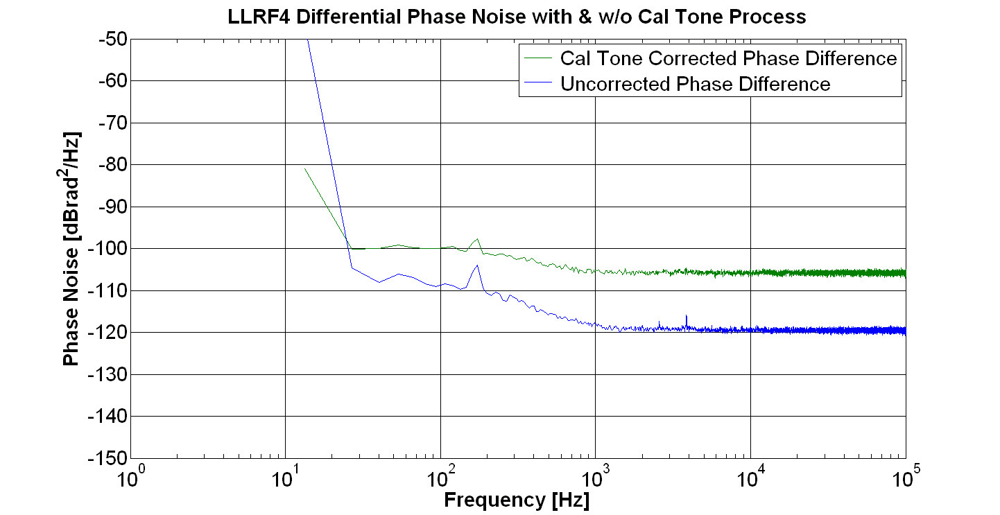 LLRF4 Differential Phase Noise with & w/o Cal Tone Process
Cal Tone Corrected Phase Difference
Uncorrected Phase Difference
Phase Noise [dBrad²/Hz]
-50
-60
-70
-80
-90
-100
-110
-120
-130
-140
-150
10⁰ 10¹ 10² 10³ 10⁴ 10⁵
Frequency [Hz]